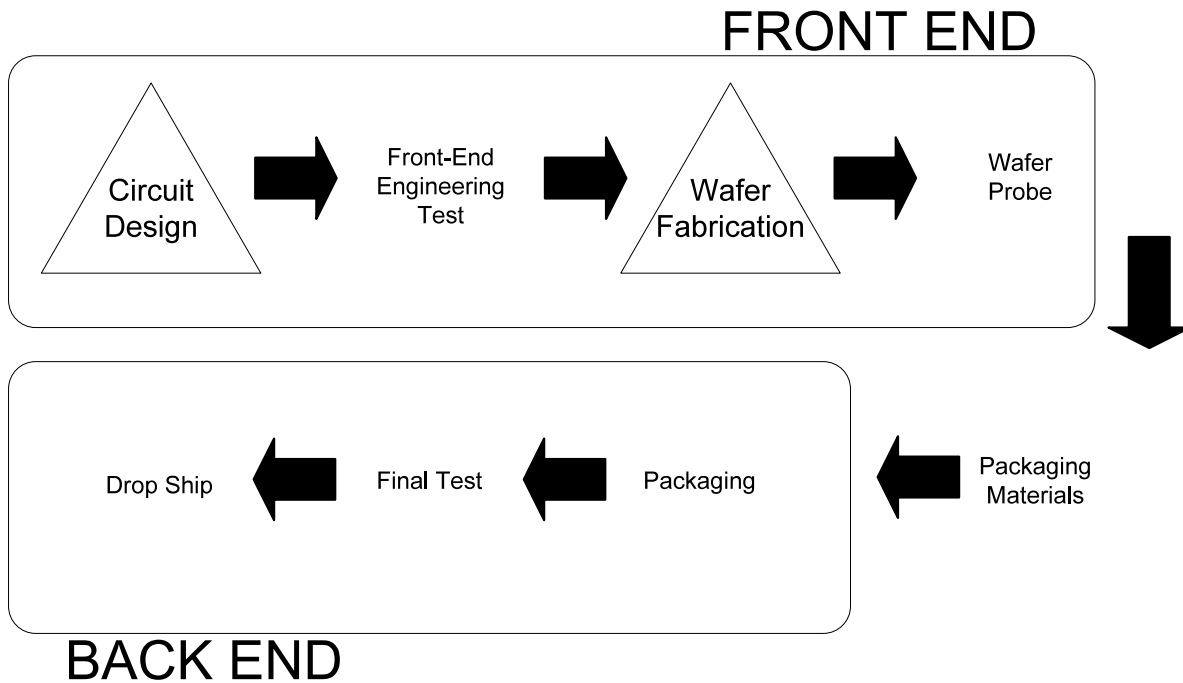 FRONT END
Circuit
Design
Front-End
Engineering
Test
Wafer
Fabrication
Wafer
Probe
Packaging
Materials
Packaging
Final Test
Drop Ship
BACK END